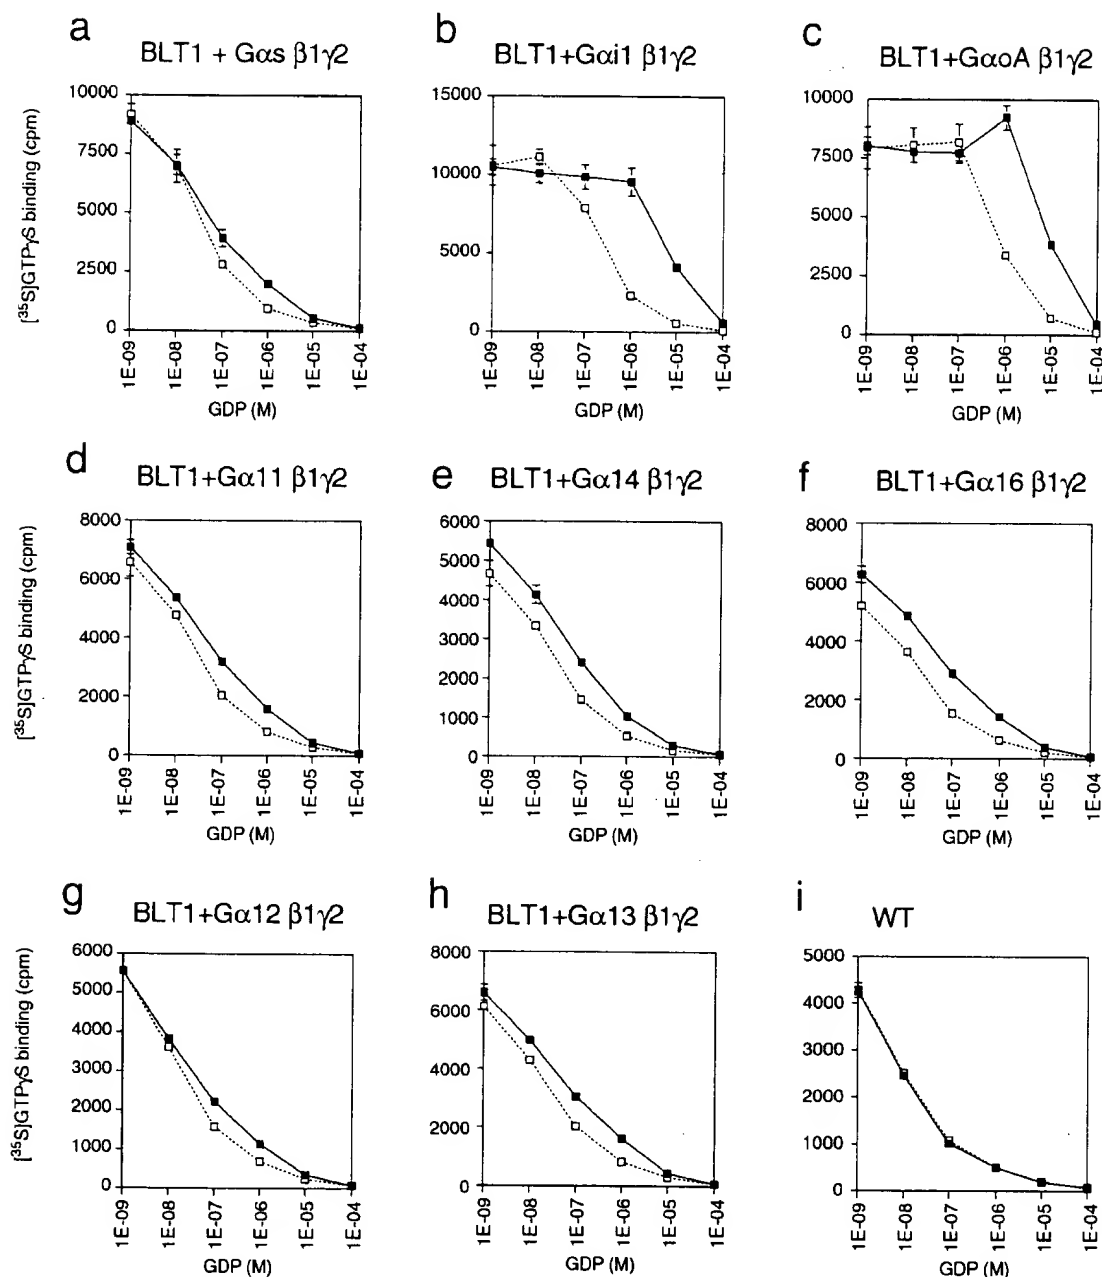 a
BLT1 + Gαs β1γ2
[³⁵S]GTPγS binding (cpm)
10000
7500
5000
2500
0
1E-09
1E-08
1E-07
1E-06
1E-05
1E-04
GDP (M)
b
BLT1+Gαi1 β1γ2
15000
10000
5000
0
1E-09
1E-08
1E-07
1E-06
1E-05
1E-04
GDP (M)
c
BLT1+GαoA β1γ2
10000
7500
5000
2500
0
1E-09
1E-08
1E-07
1E-06
1E-05
1E-04
GDP (M)
d
BLT1+Gα11 β1γ2
[³⁵S]GTPγS binding (cpm)
8000
6000
4000
2000
0
1E-09
1E-08
1E-07
1E-06
1E-05
1E-04
GDP (M)
e
BLT1+Gα14 β1γ2
6000
5000
4000
3000
2000
1000
0
1E-09
1E-08
1E-07
1E-06
1E-05
1E-04
GDP (M)
f
BLT1+Gα16 β1γ2
8000
6000
4000
2000
0
1E-09
1E-08
1E-07
1E-06
1E-05
1E-04
GDP (M)
g
BLT1+Gα12 β1γ2
[³⁵S]GTPγS binding (cpm)
6000
5000
4000
3000
2000
1000
0
1E-09
1E-08
1E-07
1E-06
1E-05
1E-04
GDP (M)
h
BLT1+Gα13 β1γ2
8000
6000
4000
2000
0
1E-09
1E-08
1E-07
1E-06
1E-05
1E-04
GDP (M)
i
WT
5000
4000
3000
2000
1000
0
1E-09
1E-08
1E-07
1E-06
1E-05
1E-04
GDP (M)